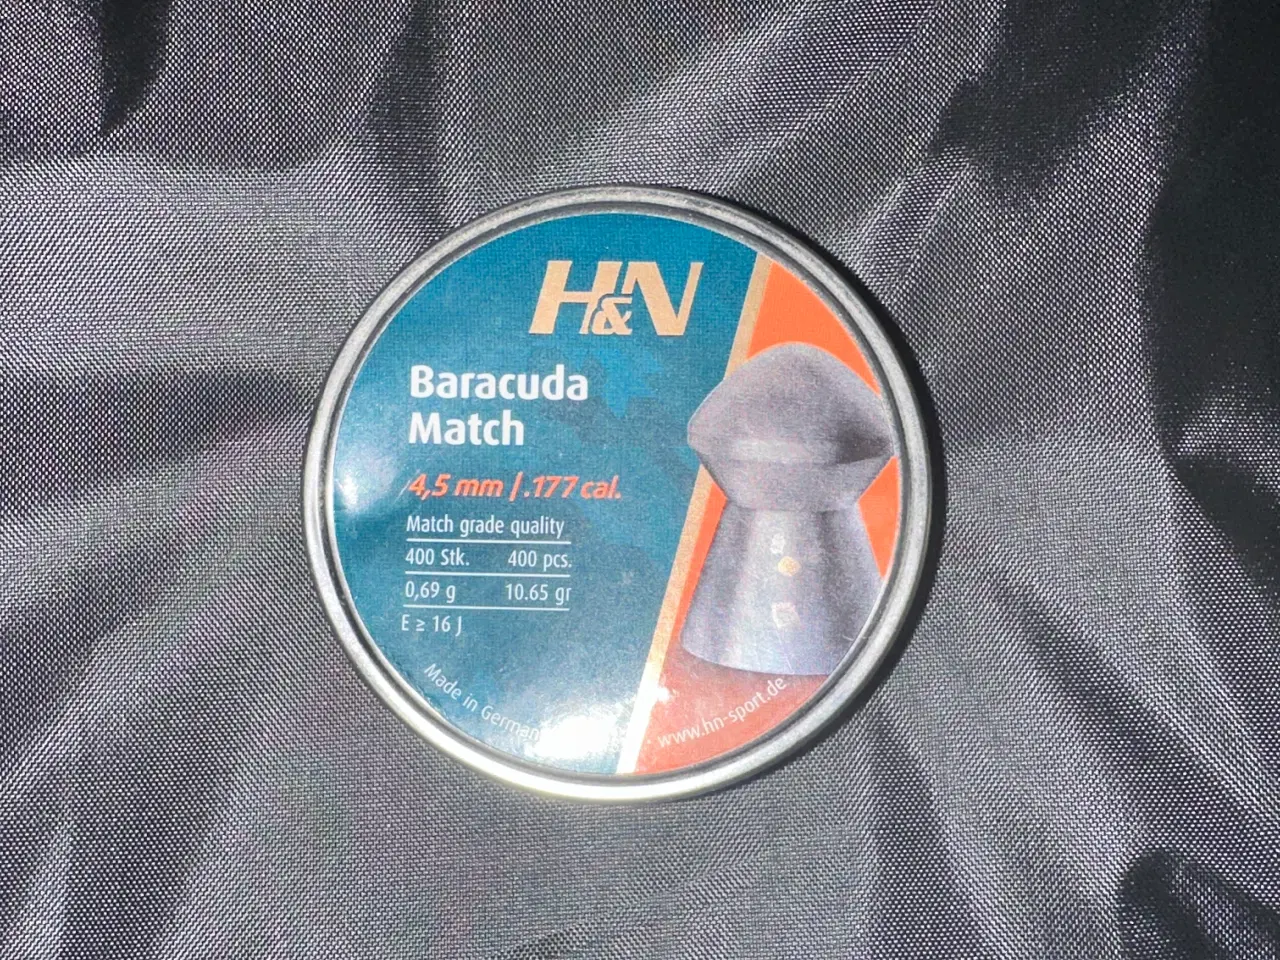 H&N
Baracuda
Match
4,5 mm / .177 cal.
Match grade quality
400 Stk. 400 pcs.
0,69 g 10.65 gr
E ≥ 16 J
Made in Germany
www.hn-sport.de